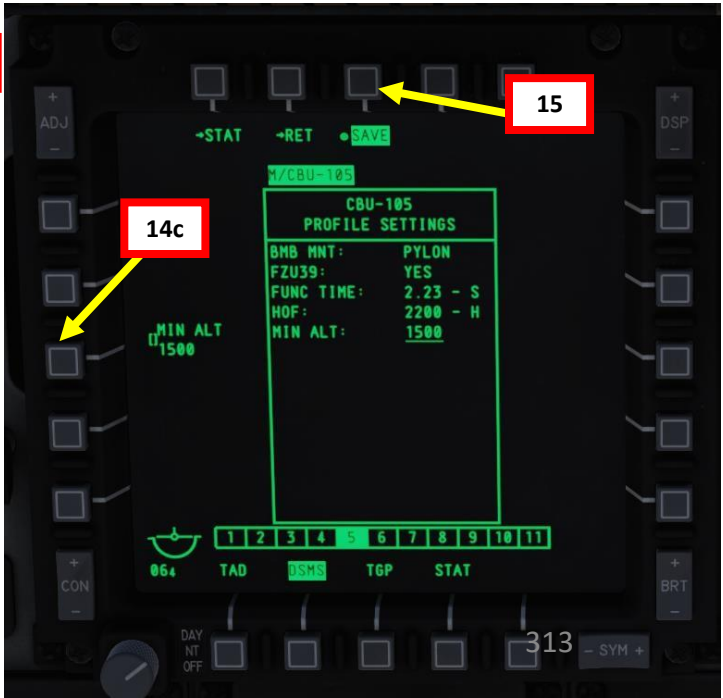 15
+
ADJ
-
+
DSP
-
→STAT →RET SAVE
M/CBU-105
14c
CBU-105
PROFILE SETTINGS
BMB MNT: PYLON
FZU39: YES
FUNC TIME: 2.23 - S
HOF: 2200 - H
MIN ALT: 1500
[]MIN ALT
1500
1 2 3 4 5 6 7 8 9 10 11
064 TAD DSMS TGP STAT
+
CON
-
+
BRT
-
DAY
NT
OFF
313
- SYM +